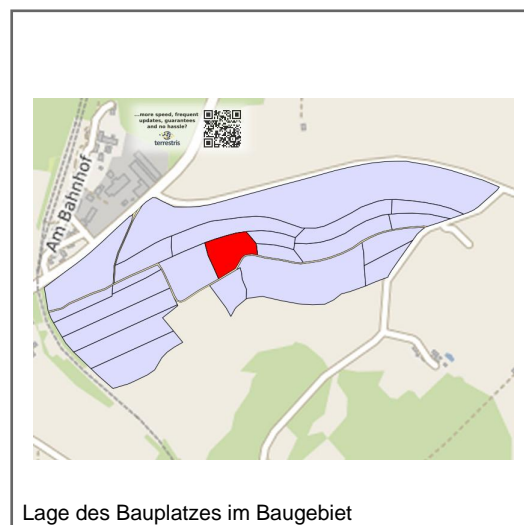 ...more speed, frequent
updates, guarantees
and no hassle?
terrestris
Am Bahnhof
Lage des Bauplatzes im Baugebiet